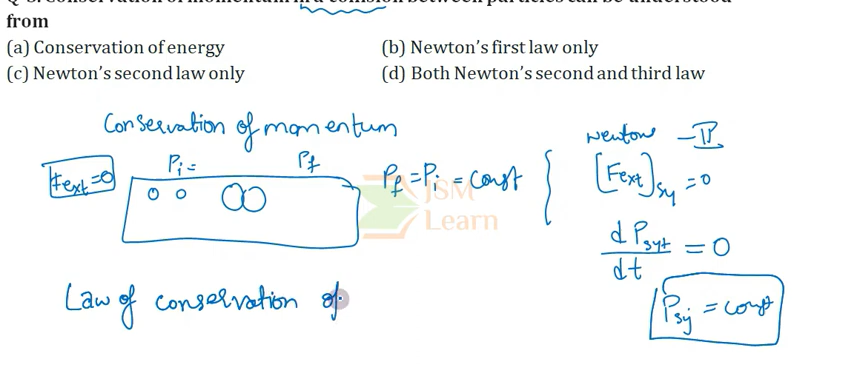 from
(a) Conservation of energy (b) Newton's first law only
(c) Newton's second law only (d) Both Newton's second and third law
Conservation of momentum
Fext=0
Pi = Pf
Pf = Pi = const
Newtons - II
[Fext]sy = 0
dPsyt/dt = 0
Psy = const
JSM
Learn
Law of conservation of